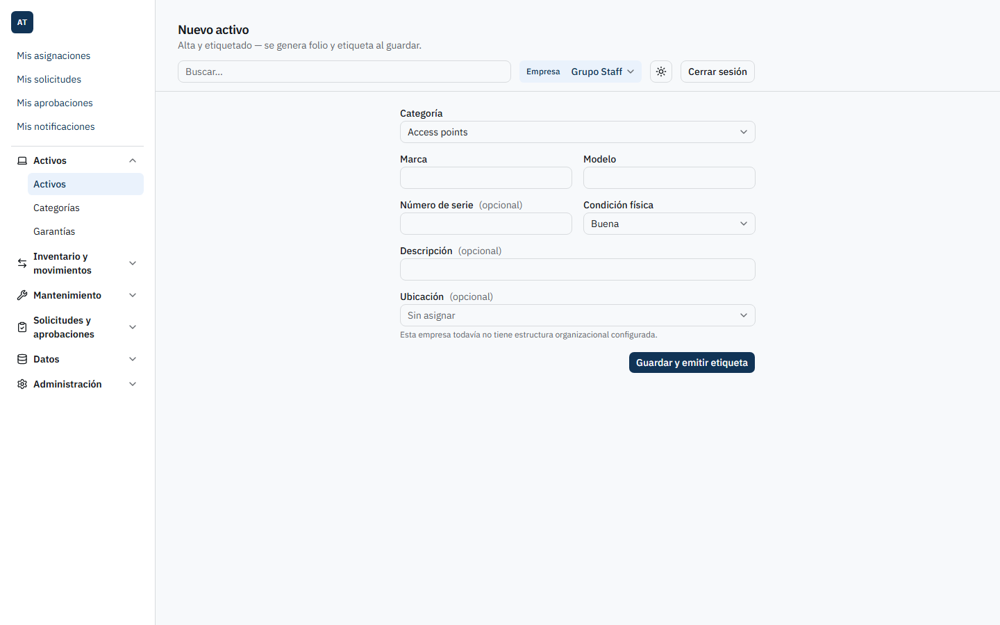 AT
Mis asignaciones
Mis solicitudes
Mis aprobaciones
Mis notificaciones
Activos
Activos
Categorías
Garantías
Inventario y
movimientos
Mantenimiento
Solicitudes y
aprobaciones
Datos
Administración
Nuevo activo
Alta y etiquetado — se genera folio y etiqueta al guardar.
Buscar...
Empresa Grupo Staff
Cerrar sesión
Categoría
Access points
Marca
Modelo
Número de serie (opcional)
Condición física
Buena
Descripción (opcional)
Ubicación (opcional)
Sin asignar
Esta empresa todavía no tiene estructura organizacional configurada.
Guardar y emitir etiqueta